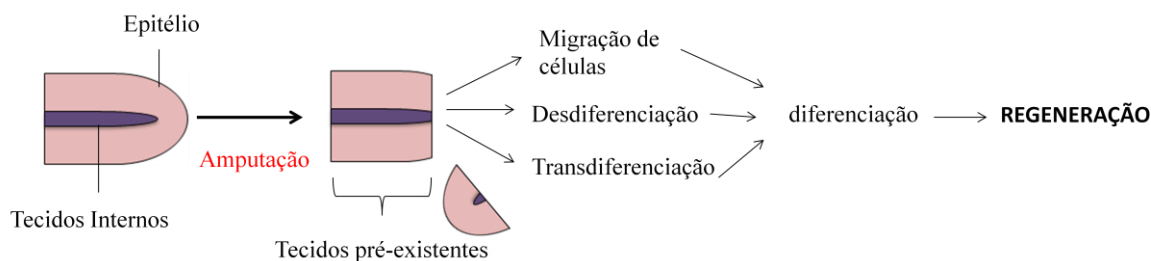 Epitélio
Tecidos Internos
Amputação
Tecidos pré-existentes
Migração de
células
Desdiferenciação
Transdiferenciação
diferenciação
REGENERAÇÃO